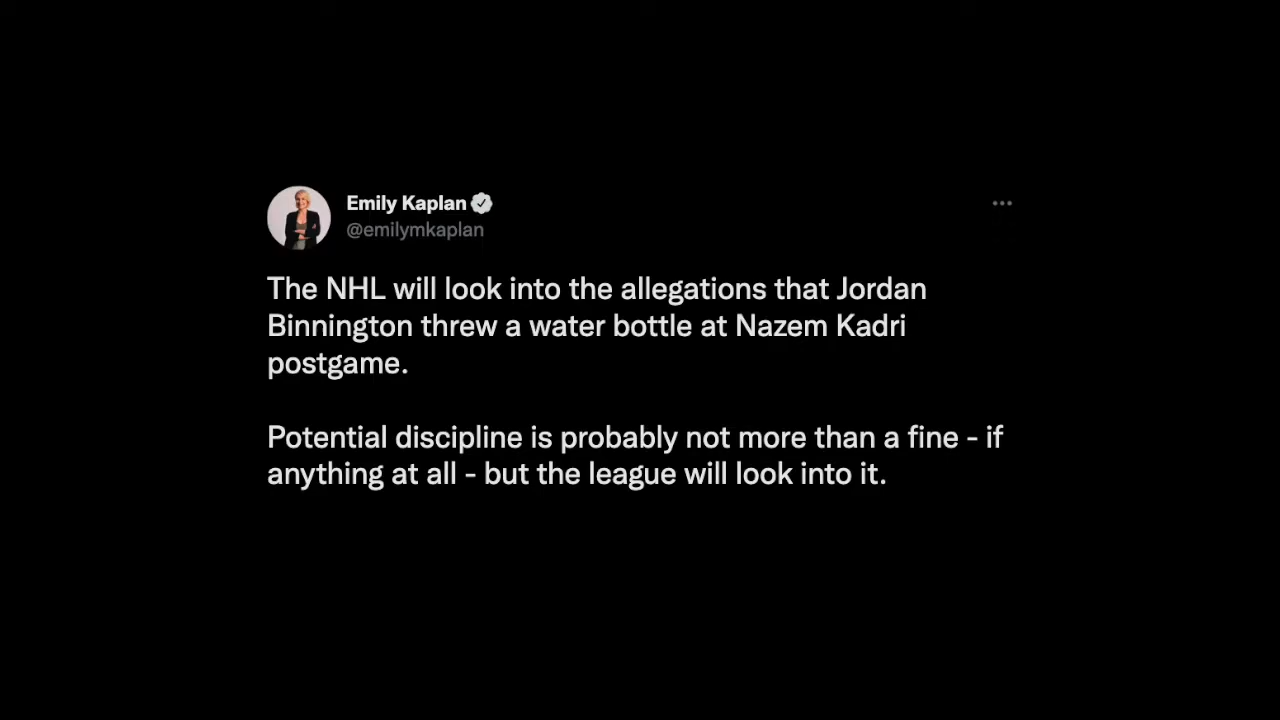 Emily Kaplan
@emilymkaplan
The NHL will look into the allegations that Jordan
Binnington threw a water bottle at Nazem Kadri
postgame.
Potential discipline is probably not more than a fine - if
anything at all - but the league will look into it.